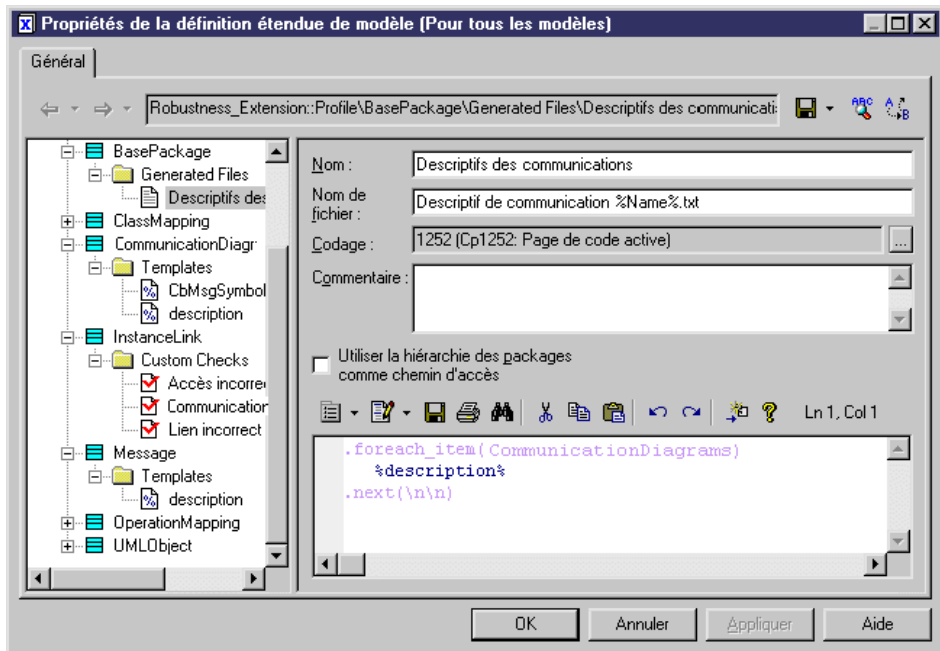 Propriétés de la définition étendue de modèle (Pour tous les modèles)
Général
Robustness_Extension::Profile\BasePackage\Generated Files\Descriptifs des communicati
BasePackage
Generated Files
Descriptifs des
ClassMapping
CommunicationDiagr
Templates
CbMsgSymbol
description
InstanceLink
Custom Checks
Accès incorre
Communication
Lien incorrect
Message
Templates
description
OperationMapping
UMLObject
Nom :
Descriptifs des communications
Nom de
fichier :
Descriptif de communication %Name%.txt
Codage :
1252 (Cp1252: Page de code active)
...
Commentaire :
Utiliser la hiérarchie des packages
comme chemin d'accès
Ln 1, Col 1
.foreach_item(CommunicationDiagrams)
%description%
.next(\n\n)
OK
Annuler
Appliquer
Aide